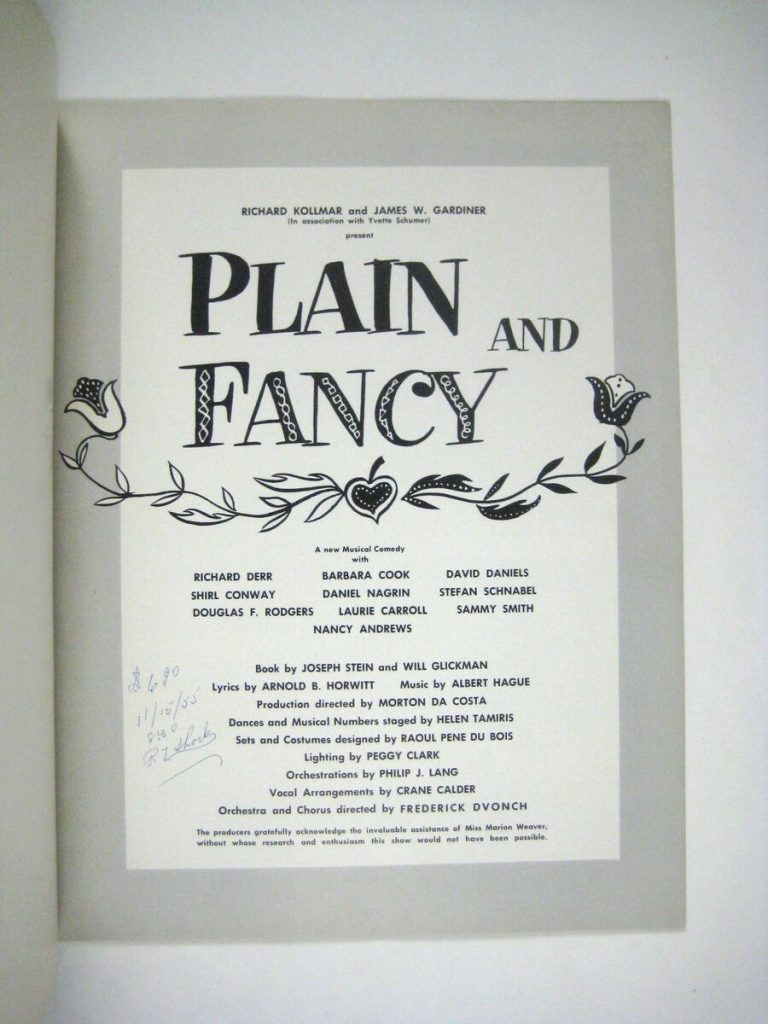 RICHARD KOLLMAR and JAMES W. GARDINER
(In association with Yvette Schumer)
present
PLAIN AND
FANCY
A new Musical Comedy
with
RICHARD DERR BARBARA COOK DAVID DANIELS
SHIRL CONWAY DANIEL NAGRIN STEFAN SCHNABEL
DOUGLAS F. RODGERS LAURIE CARROLL SAMMY SMITH
NANCY ANDREWS
Book by JOSEPH STEIN and WILL GLICKMAN
Lyrics by ARNOLD B. HORWITT Music by ALBERT HAGUE
Production directed by MORTON DA COSTA
Dances and Musical Numbers staged by HELEN TAMIRIS
Sets and Costumes designed by RAOUL PENE DU BOIS
Lighting by PEGGY CLARK
Orchestrations by PHILIP J. LANG
Vocal Arrangements by CRANE CALDER
Orchestra and Chorus directed by FREDERICK DVONCH
The producers gratefully acknowledge the invaluable assistance of Miss Marion Weaver,
without whose research and enthusiasm this show would not have been possible.
$6.90
11/15/55
8:30